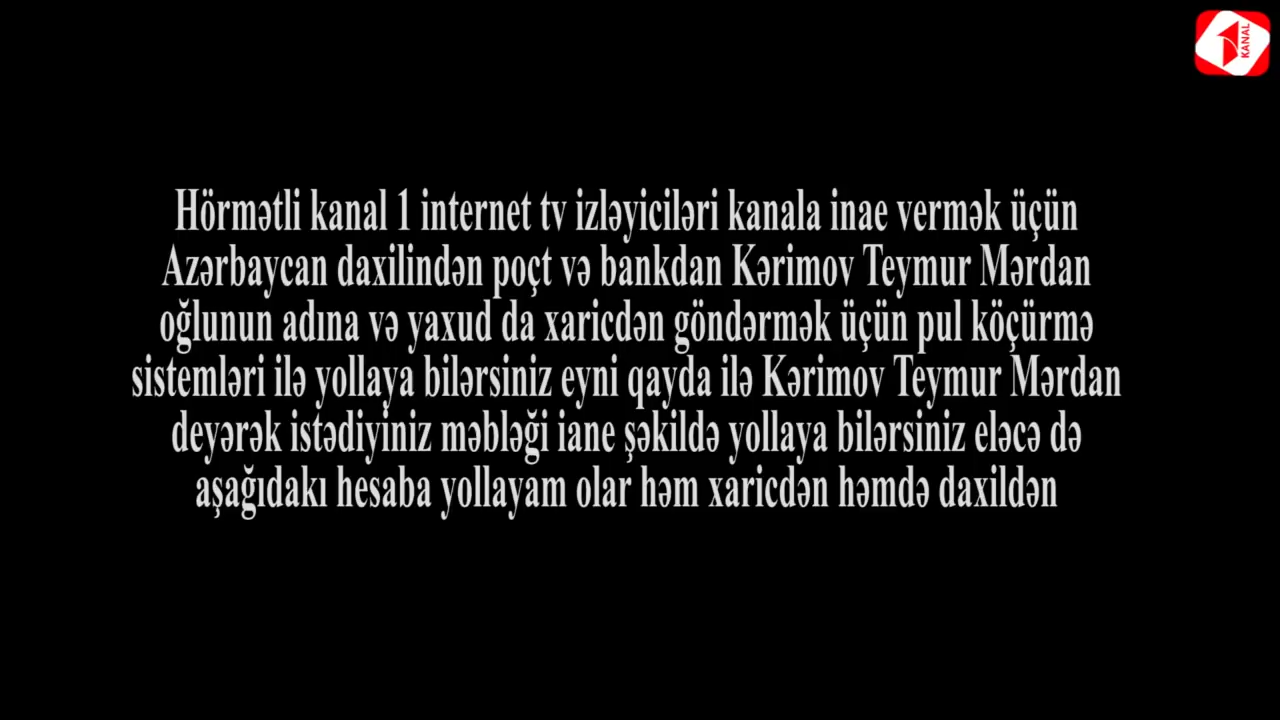 KANAL
Hörmətli kanal 1 internet tv izləyiciləri kanala inae vermək üçün
Azərbaycan daxilindən poçt və bankdan Kərimov Teymur Mərdan
oğlunun adına və yaxud da xaricdən göndərmək üçün pul köçürmə
sistemləri ilə yollaya bilərsiniz eyni qayda ilə Kərimov Teymur Mərdan
deyərək istədiyiniz məbləği iane şəkildə yollaya bilərsiniz eləcə də
aşağıdakı hesaba yollayam olar həm xaricdən həmdə daxildən